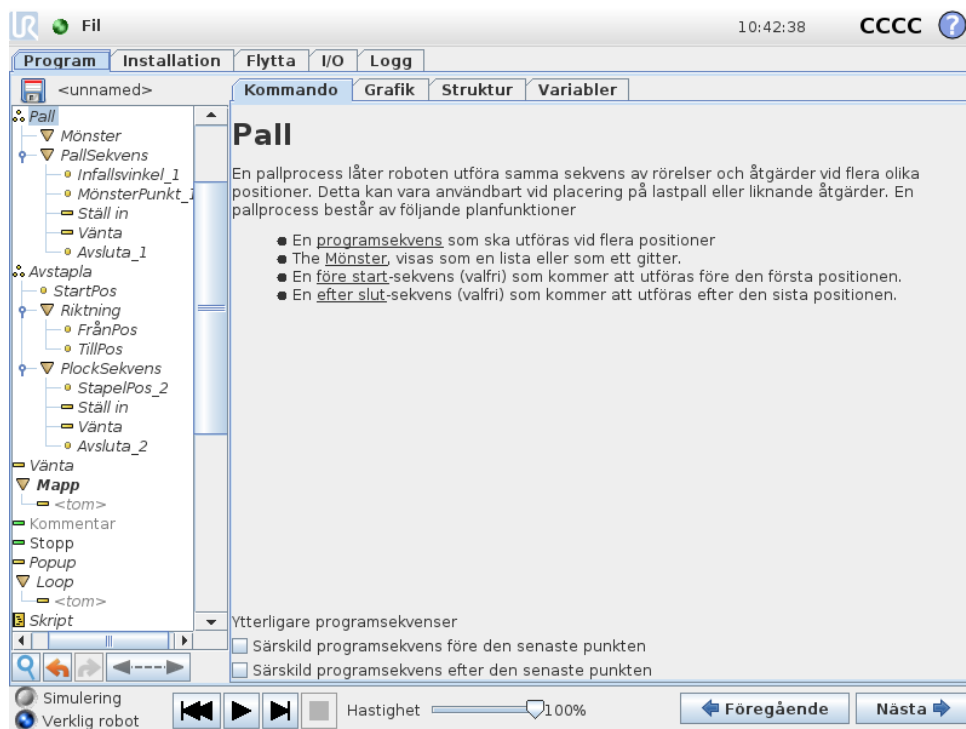 UR Fil 10:42:38 CCCC ?
Program Installation Flytta I/O Logg
<unnamed> Kommando Grafik Struktur Variabler
Pall
Mönster
PallSekvens
Infallsvinkel_1
MönsterPunkt_1
Ställ in
Vänta
Avsluta_1
Avstapla
StartPos
Riktning
FrånPos
TillPos
PlockSekvens
StapelPos_2
Ställ in
Vänta
Avsluta_2
Vänta
Mapp
<tom>
Kommentar
Stopp
Popup
Loop
<tom>
Skript
Pall
En pallprocess låter roboten utföra samma sekvens av rörelser och åtgärder vid flera olika
positioner. Detta kan vara användbart vid placering på lastpall eller liknande åtgärder. En
pallprocess består av följande planfunktioner
En programsekvens som ska utföras vid flera positioner
The Mönster, visas som en lista eller som ett gitter.
En före start-sekvens (valfri) som kommer att utföras före den första positionen.
En efter slut-sekvens (valfri) som kommer att utföras efter den sista positionen.
Ytterligare programsekvenser
Särskild programsekvens före den senaste punkten
Särskild programsekvens efter den senaste punkten
Simulering
Verklig robot
Hastighet 100%
Föregående Nästa